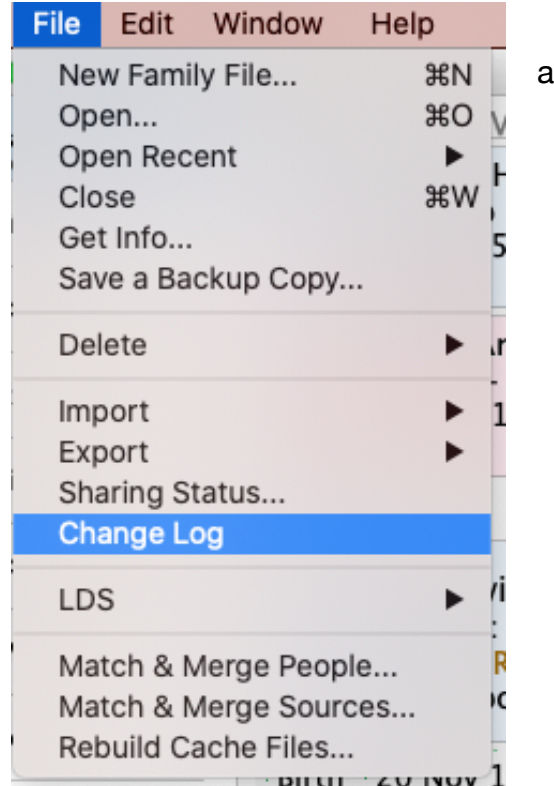 File Edit Window Help
New Family File... ⌘N
a
Open... ⌘O
Open Recent ▶
Close ⌘W
Get Info...
Save a Backup Copy...
Delete ▶
Import ▶
Export ▶
Sharing Status...
Change Log
LDS ▶
Match & Merge People...
Match & Merge Sources...
Rebuild Cache Files...